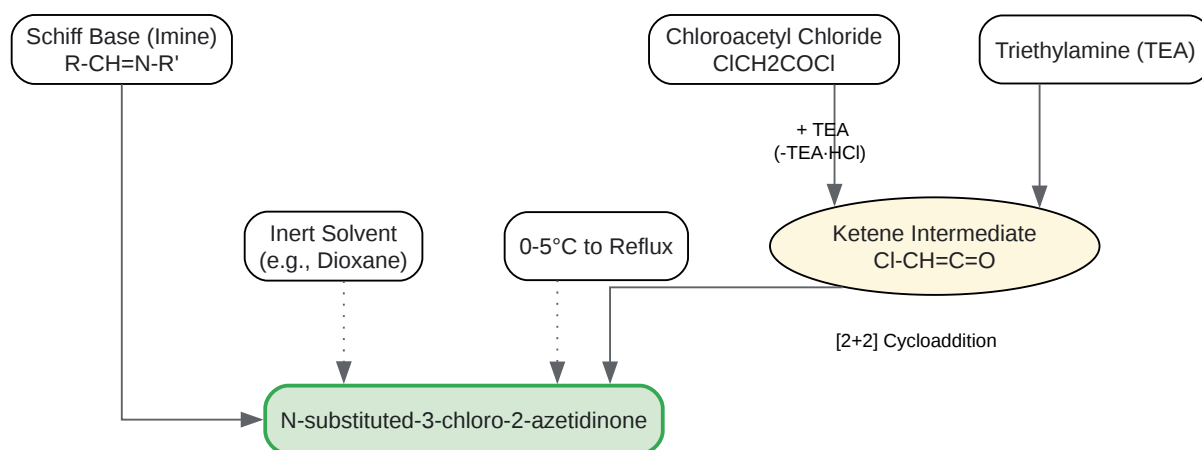 Schiff Base (Imine)
R-CH=N-R'
Chloroacetyl Chloride
ClCH2COCl
Triethylamine (TEA)
+ TEA
(-TEA·HCl)
Inert Solvent
(e.g., Dioxane)
0-5°C to Reflux
Ketene Intermediate
Cl-CH=C=O
[2+2] Cycloaddition
N-substituted-3-chloro-2-azetidinone